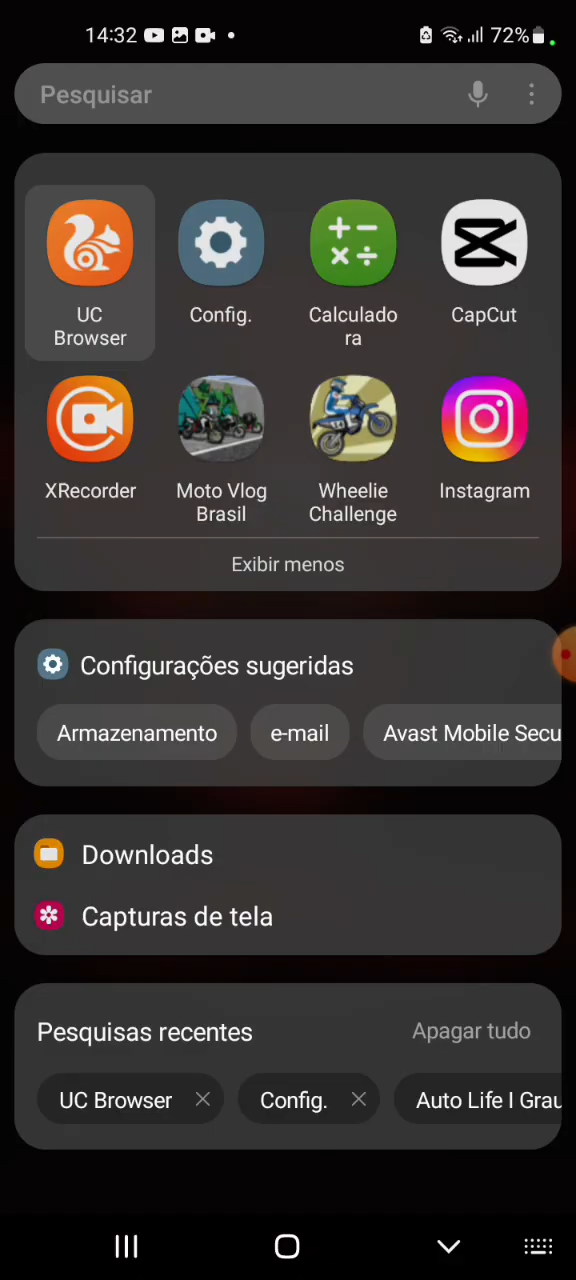 14:32 72%
Pesquisar
UC
Browser
Config.
Calculado
ra
CapCut
XRecorder
Moto Vlog
Brasil
Wheelie
Challenge
Instagram
Exibir menos
Configurações sugeridas
Armazenamento e-mail Avast Mobile Secu
Downloads
Capturas de tela
Pesquisas recentes Apagar tudo
UC Browser Config. Auto Life I Grau